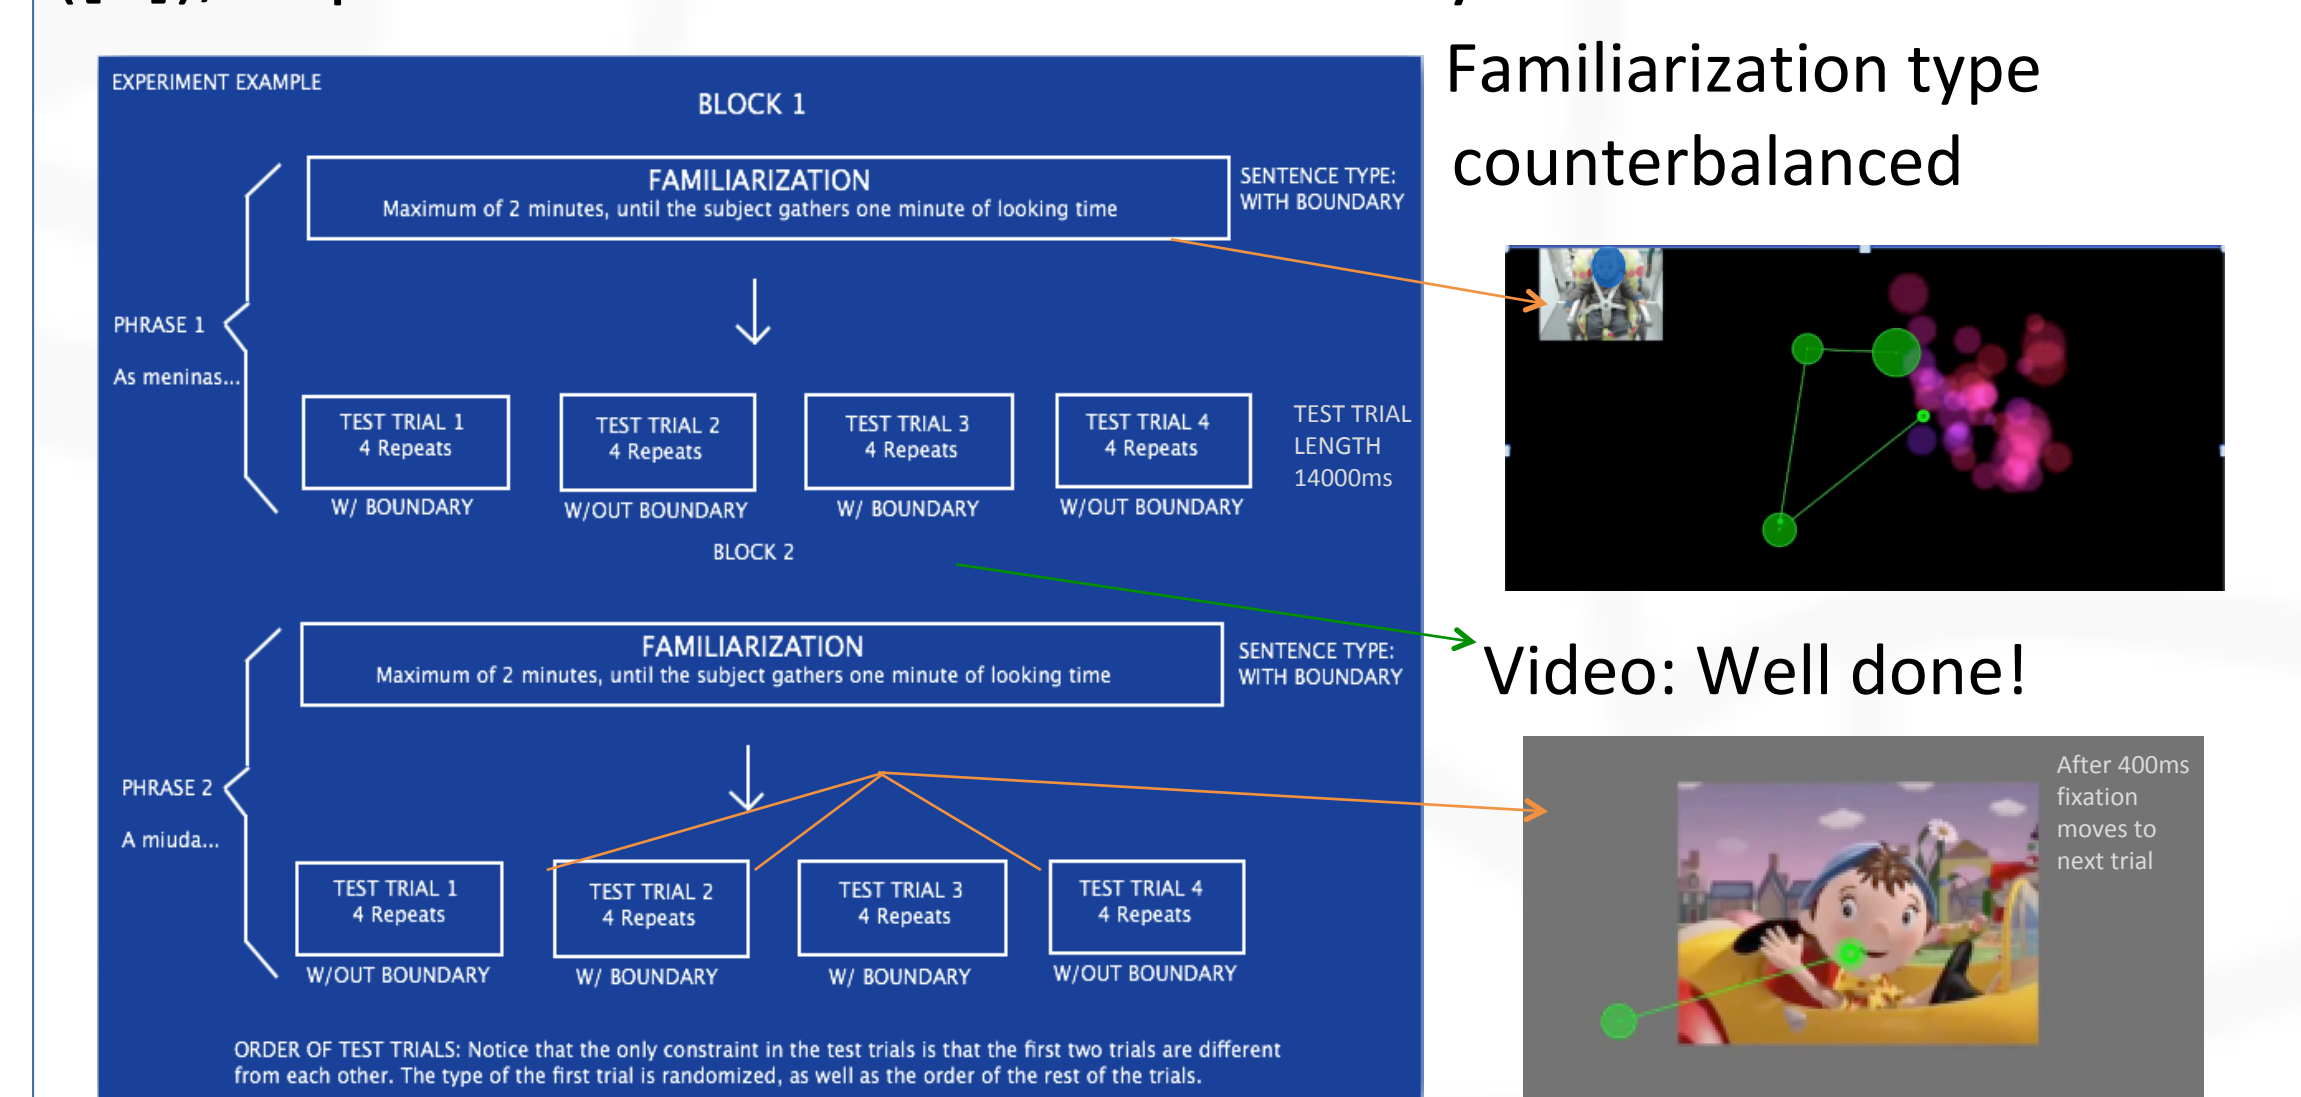 Familiarization type
counterbalanced
EXPERIMENT EXAMPLE
BLOCK 1
FAMILIARIZATION
Maximum of 2 minutes, until the subject gathers one minute of looking time
SENTENCE TYPE:
WITH BOUNDARY
PHRASE 1
As meninas...
TEST TRIAL 1
4 Repeats
W/ BOUNDARY
TEST TRIAL 2
4 Repeats
W/OUT BOUNDARY
TEST TRIAL 3
4 Repeats
W/ BOUNDARY
TEST TRIAL 4
4 Repeats
W/OUT BOUNDARY
TEST TRIAL
LENGTH
14000ms
BLOCK 2
Video: Well done!
FAMILIARIZATION
Maximum of 2 minutes, until the subject gathers one minute of looking time
SENTENCE TYPE:
WITH BOUNDARY
PHRASE 2
A miuda...
TEST TRIAL 1
4 Repeats
W/OUT BOUNDARY
TEST TRIAL 2
4 Repeats
W/ BOUNDARY
TEST TRIAL 3
4 Repeats
W/ BOUNDARY
TEST TRIAL 4
4 Repeats
W/OUT BOUNDARY
After 400ms
fixation
moves to
next trial
ORDER OF TEST TRIALS: Notice that the only constraint in the test trials is that the first two trials are different
from each other. The type of the first trial is randomized, as well as the order of the rest of the trials.